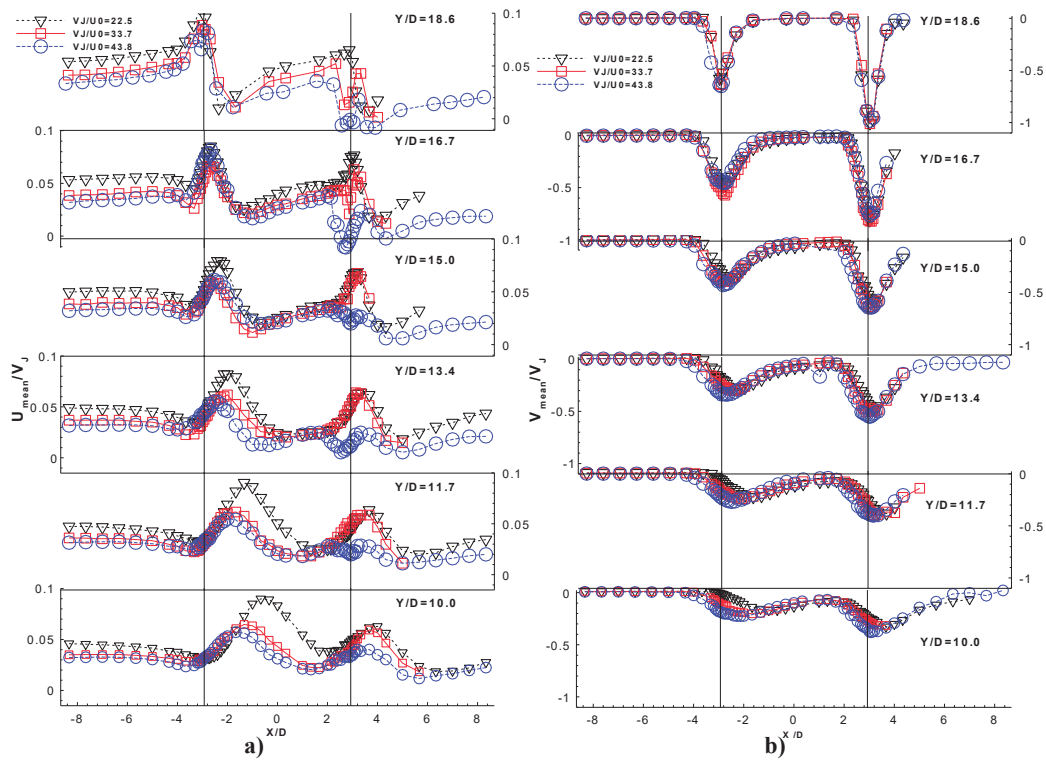 VJ/U0=22.5
VJ/U0=33.7
VJ/U0=43.8
Y/D=18.6
0.1
0.05
0
0.1
0.05
0
Y/D=16.7
0.1
0.05
0
Y/D=15.0
0.1
0.05
0
Y/D=13.4
0.1
0.05
0
Y/D=11.7
0.1
0.05
0
Y/D=10.0
U mean/VJ
-8 -6 -4 -2 0 2 4 6 8
X/D
a)
VJ/U0=22.5
VJ/U0=33.7
VJ/U0=43.8
Y/D=18.6
0
-0.5
-1
0
-0.5
-1
Y/D=16.7
0
-0.5
-1
Y/D=15.0
0
-0.5
-1
Y/D=13.4
0
-0.5
-1
Y/D=11.7
0
-0.5
-1
Y/D=10.0
V mean/VJ
-8 -6 -4 -2 0 2 4 6 8
X/D
b)